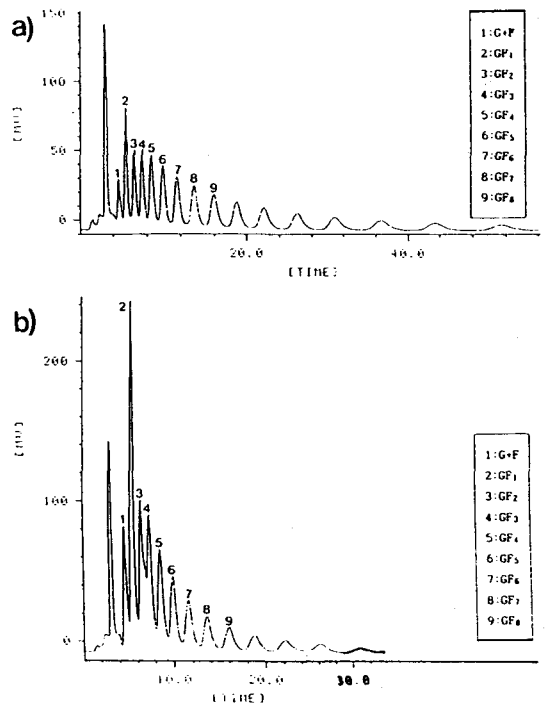 a)
150
100
50
0
[MV]
1
2
3
4
5
6
7
8
9
20.0
40.0
[TIME]
1:G+F
2:GF₁
3:GF₂
4:GF₃
5:GF₄
6:GF₅
7:GF₆
8:GF₇
9:GF₈
b)
200
100
0
[MV]
1
2
3
4
5
6
7
8
9
10.0
20.0
30.0
[TIME]
1:G+F
2:GF₁
3:GF₂
4:GF₃
5:GF₄
6:GF₅
7:GF₆
8:GF₇
9:GF₈